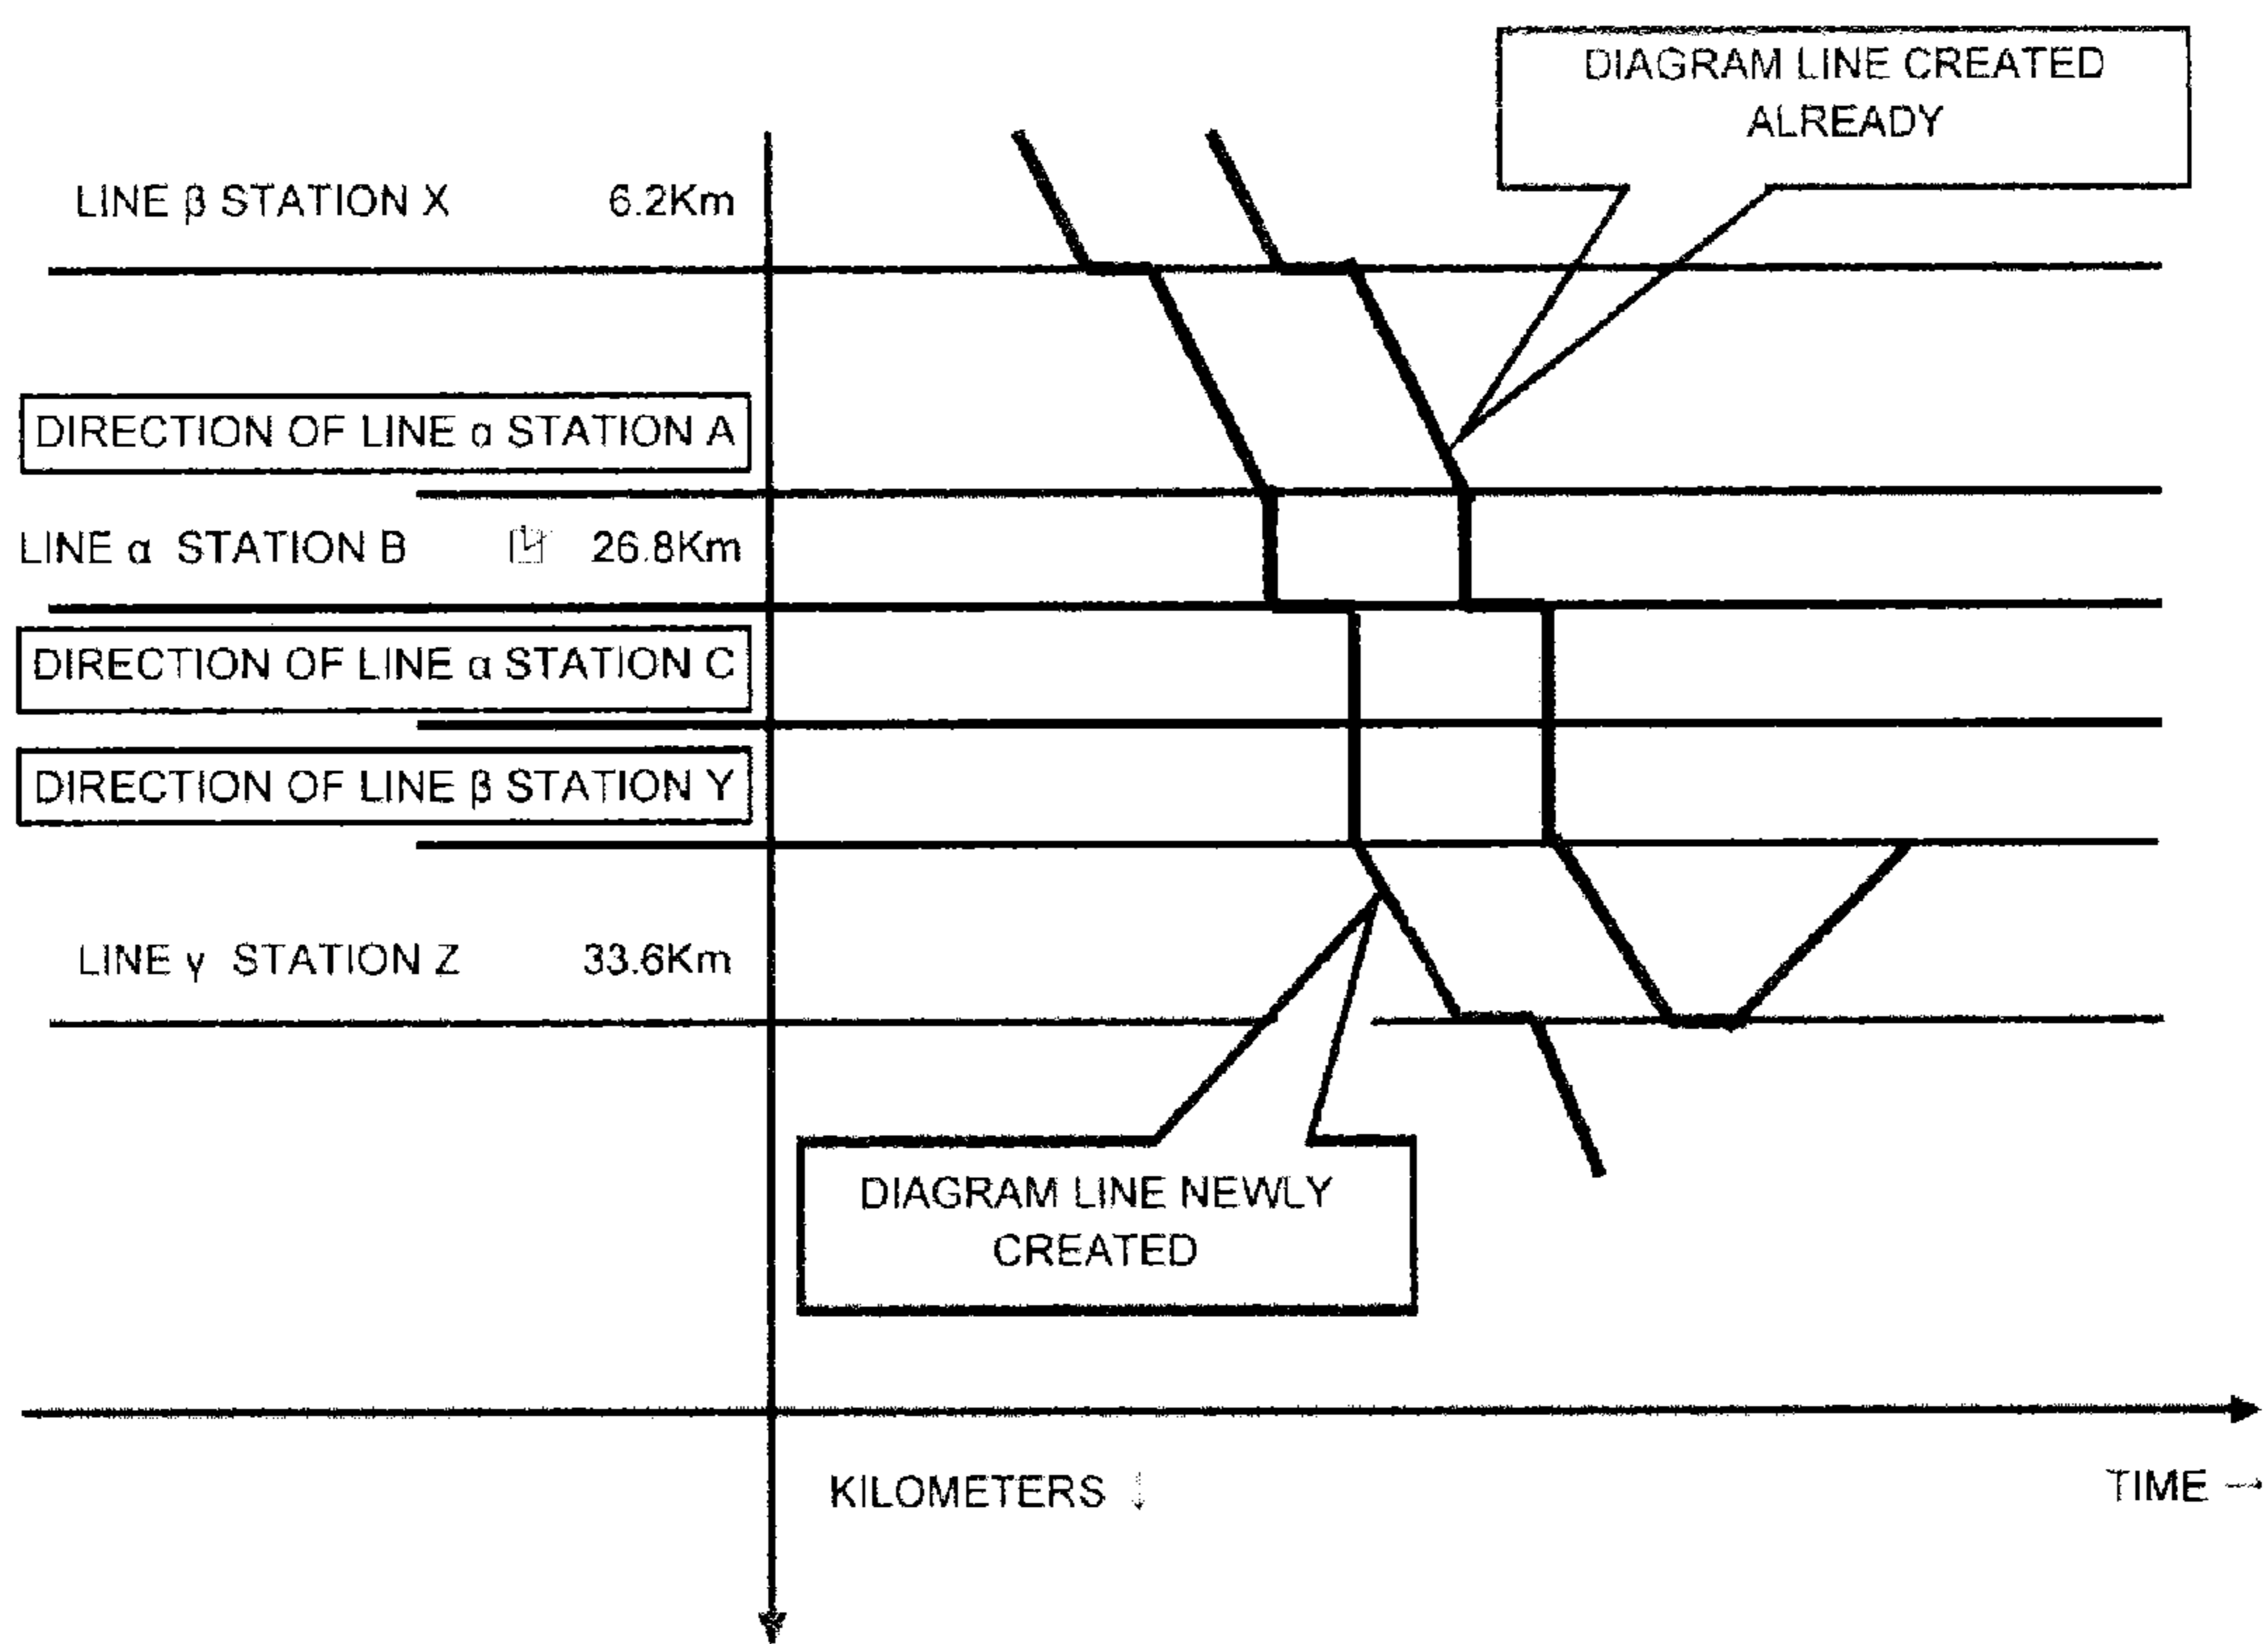 DIAGRAM LINE CREATED
ALREADY
LINE β STATION X 6.2Km
DIRECTION OF LINE α STATION A
LINE α STATION B 26.8Km
DIRECTION OF LINE α STATION C
DIRECTION OF LINE β STATION Y
LINE γ STATION Z 33.6Km
DIAGRAM LINE NEWLY
CREATED
KILOMETERS ↓
TIME →